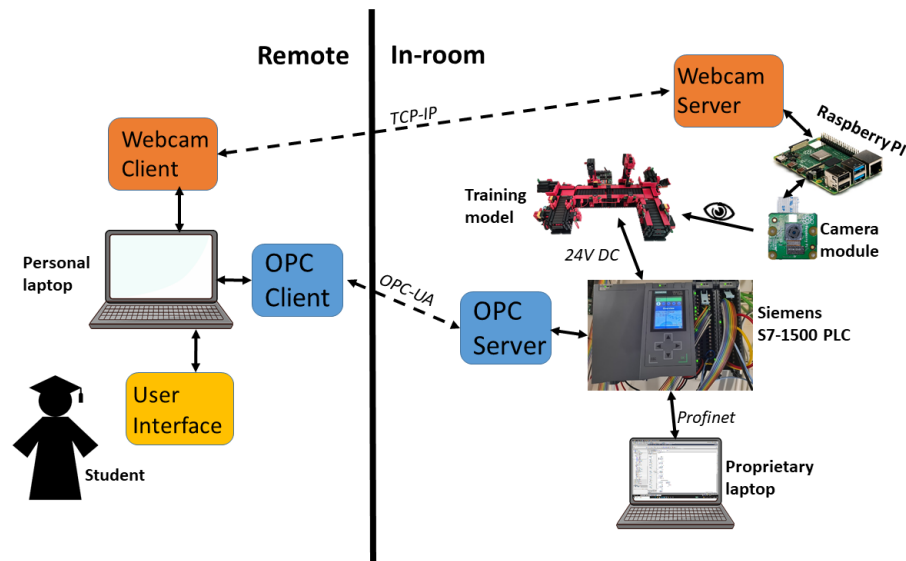 Remote
In-room
Webcam
Server
TCP-IP
Raspberry PI
Webcam
Client
Training
model
Camera
module
24V DC
Personal
laptop
OPC
Client
OPC-UA
OPC
Server
Siemens
S7-1500 PLC
User
Interface
Profinet
Student
Proprietary
laptop